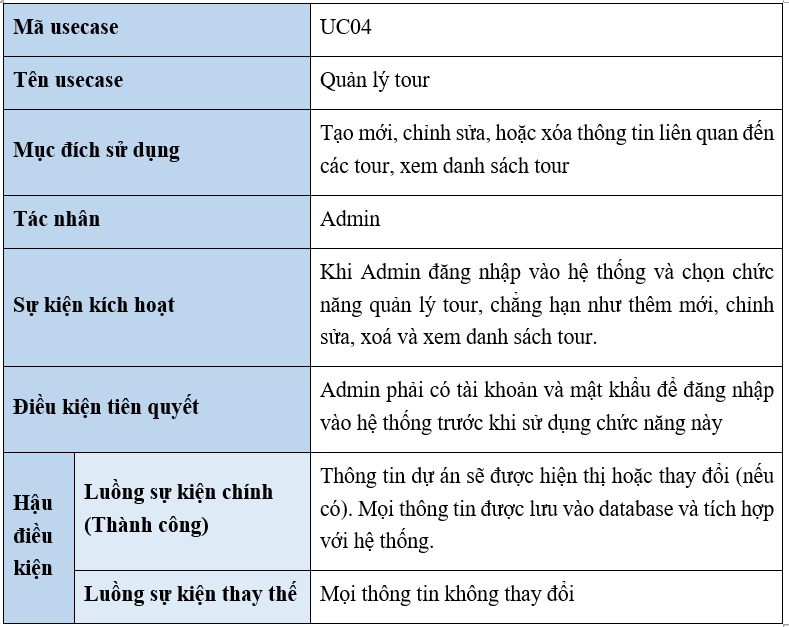 Mã usecase
UC04
Tên usecase
Quản lý tour
Mục đích sử dụng
Tạo mới, chỉnh sửa, hoặc xóa thông tin liên quan đến
các tour, xem danh sách tour
Tác nhân
Admin
Sự kiện kích hoạt
Khi Admin đăng nhập vào hệ thống và chọn chức
năng quản lý tour, chẳng hạn như thêm mới, chỉnh
sửa, xoá và xem danh sách tour.
Điều kiện tiên quyết
Admin phải có tài khoản và mật khẩu để đăng nhập
vào hệ thống trước khi sử dụng chức năng này
Hậu
điều
kiện
Luồng sự kiện chính
(Thành công)
Thông tin dự án sẽ được hiện thị hoặc thay đổi (nếu
có). Mọi thông tin được lưu vào database và tích hợp
với hệ thống.
Luồng sự kiện thay thế
Mọi thông tin không thay đổi